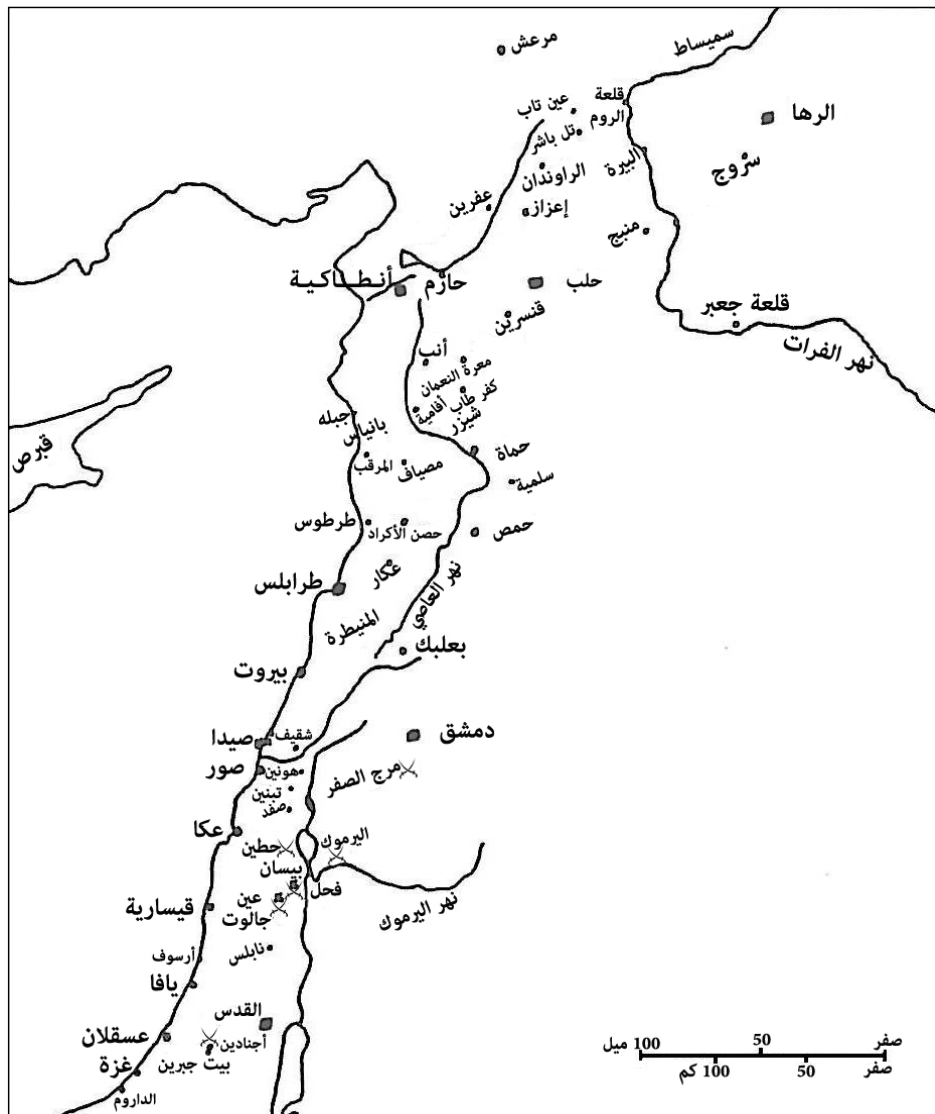 مرعش
سميساط
عين تاب
قلعة
الروم
الرها
تل باشر
البيرة
سروج
الراوندان
عفرين
إعزاز
منبج
أنطاكية
حارم
حلب
قلعة جعبر
قنسرين
نهر الفرات
أنب
معرة النعمان
كفر طاب
أفامية
شيزر
جبله
بانياس
قبرص
حماة
المرقب
مصياف
سلمية
طرطوس
حصن الأكراد
حمص
عكار
طرابلس
نهر العاصي
المنيطرة
بعلبك
بيروت
شقيف
صيدا
دمشق
صور
هونين
مرج الصفر
تبنين
صفد
عكا
حطين
اليرموك
بيسان
فحل
عين
جالوت
قيسارية
نهر اليرموك
نابلس
أرسوف
يافا
القدس
عسقلان
أجنادين
بيت جبرين
غزة
الداروم
صفر 50 100 ميل
صفر 50 100 كم